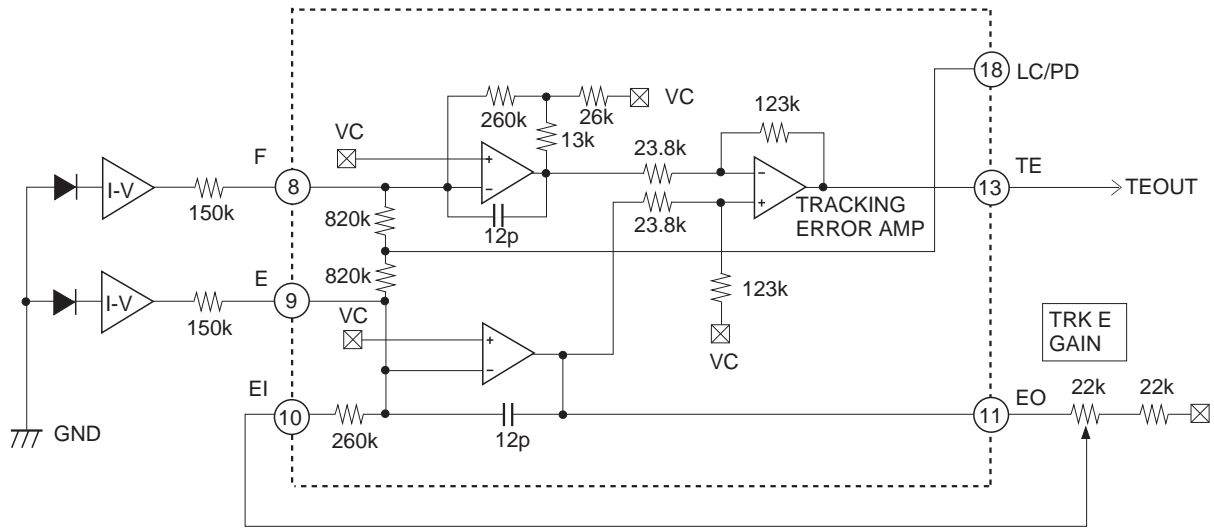 18 LC/PD
VC
260k
26k
13k
123k
VC
F
23.8k
TE
8
I-V
150k
13
TEOUT
820k
12p
23.8k
TRACKING
ERROR AMP
E
820k
123k
9
I-V
150k
VC
VC
TRK E
GAIN
EI
EO
22k
22k
10
11
GND
260k
12p
+
−
−
+
+
−